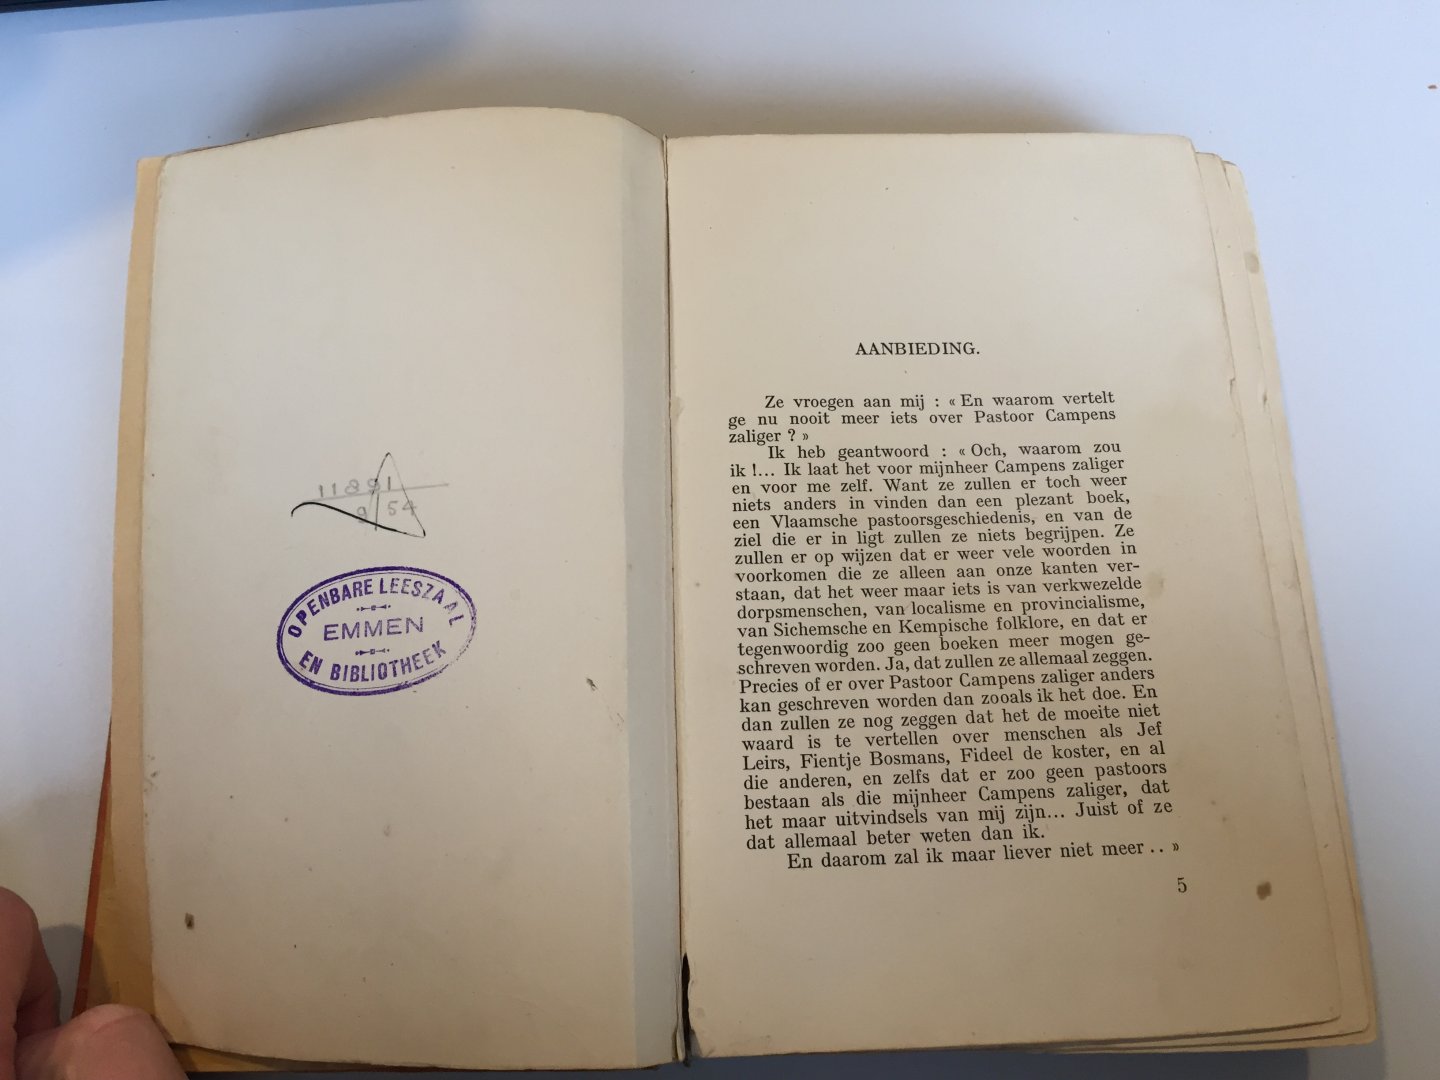 11891
9 54
OPENBARE LEESZAAL
EMMEN
EN BIBLIOTHEEK
AANBIEDING.
Ze vroegen aan mij : « En waarom vertelt
ge nu nooit meer iets over Pastoor Campens
zaliger ? »
Ik heb geantwoord : « Och, waarom zou
ik !... Ik laat het voor mijnheer Campens zaliger
en voor me zelf. Want ze zullen er toch weer
niets anders in vinden dan een plezant boek,
een Vlaamsche pastoorsgeschiedenis, en van de
ziel die er in ligt zullen ze niets begrijpen. Ze
zullen er op wijzen dat er weer vele woorden in
voorkomen die ze alleen aan onze kanten ver-
staan, dat het weer maar iets is van verkwezelde
dorpsmenschen, van localisme en provincialisme,
van Sichemsche en Kempische folklore, en dat er
tegenwoordig zoo geen boeken meer mogen ge-
schreven worden. Ja, dat zullen ze allemaal zeggen.
Precies of er over Pastoor Campens zaliger anders
kan geschreven worden dan zooals ik het doe. En
dan zullen ze nog zeggen dat het de moeite niet
waard is te vertellen over menschen als Jef
Leirs, Fientje Bosmans, Fideel de koster, en al
die anderen, en zelfs dat er zoo geen pastoors
bestaan als die mijnheer Campens zaliger, dat
het maar uitvindsels van mij zijn... Juist of ze
dat allemaal beter weten dan ik.
En daarom zal ik maar liever niet meer .. »
5